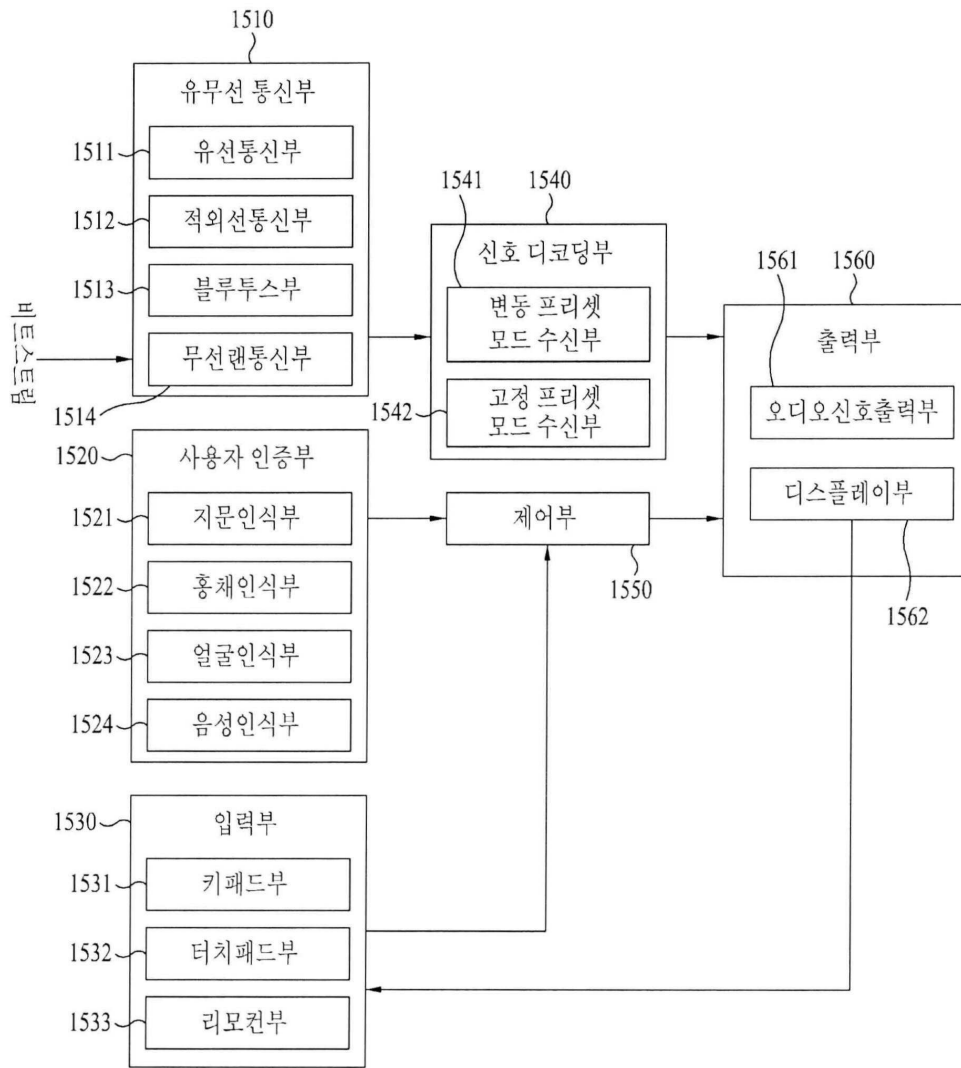 1510
유무선 통신부
1511
유선통신부
1512
적외선통신부
1513
블루투스부
비트스트림
무선랜통신부
1514
1520
사용자 인증부
1521
지문인식부
1522
홍채인식부
1523
얼굴인식부
1524
음성인식부
1530
입력부
1531
키패드부
1532
터치패드부
1533
리모컨부
1541
1540
신호 디코딩부
변동 프리셋
모드 수신부
1542
고정 프리셋
모드 수신부
제어부
1550
1561
1560
출력부
오디오신호출력부
디스플레이부
1562